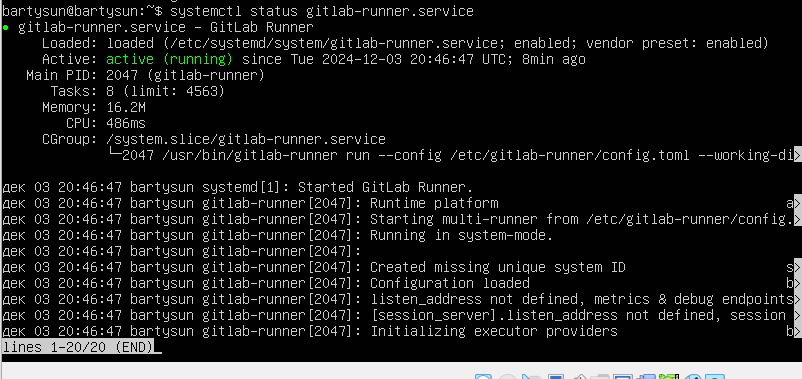 bartysun@bartysun:~$ systemctl status gitlab-runner.service
● gitlab-runner.service - GitLab Runner
Loaded: loaded (/etc/systemd/system/gitlab-runner.service; enabled; vendor preset: enabled)
Active: active (running) since Tue 2024-12-03 20:46:47 UTC; 8min ago
Main PID: 2047 (gitlab-runner)
Tasks: 8 (limit: 4563)
Memory: 16.2M
CPU: 486ms
CGroup: /system.slice/gitlab-runner.service
└─2047 /usr/bin/gitlab-runner run --config /etc/gitlab-runner/config.toml --working-di>
дек 03 20:46:47 bartysun systemd[1]: Started GitLab Runner.
дек 03 20:46:47 bartysun gitlab-runner[2047]: Runtime platform a>
дек 03 20:46:47 bartysun gitlab-runner[2047]: Starting multi-runner from /etc/gitlab-runner/config.>
дек 03 20:46:47 bartysun gitlab-runner[2047]: Running in system-mode.
дек 03 20:46:47 bartysun gitlab-runner[2047]:
дек 03 20:46:47 bartysun gitlab-runner[2047]: Created missing unique system ID s>
дек 03 20:46:47 bartysun gitlab-runner[2047]: Configuration loaded b>
дек 03 20:46:47 bartysun gitlab-runner[2047]: listen_address not defined, metrics & debug endpoints>
дек 03 20:46:47 bartysun gitlab-runner[2047]: [session_server].listen_address not defined, session >
дек 03 20:46:47 bartysun gitlab-runner[2047]: Initializing executor providers b>
lines 1-20/20 (END)